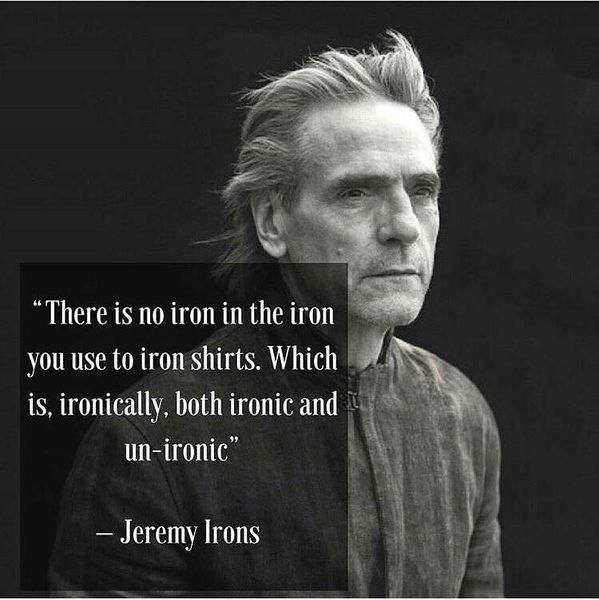 “There is no iron in the iron
you use to iron shirts. Which
is, ironically, both ironic and
un-ironic”
– Jeremy Irons